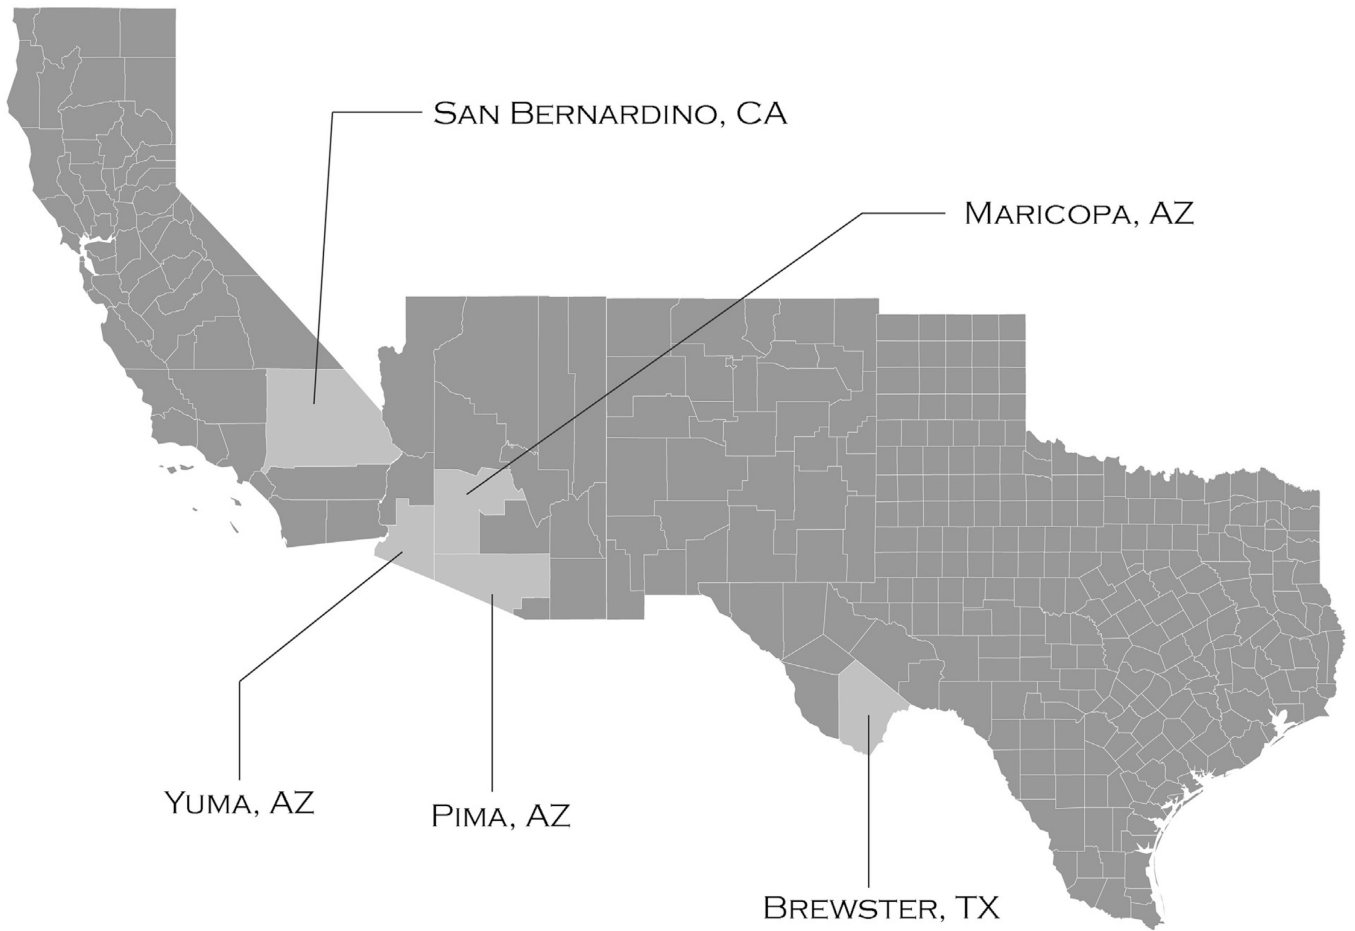 San Bernardino, CA
Maricopa, AZ
Yuma, AZ
Pima, AZ
Brewster, TX